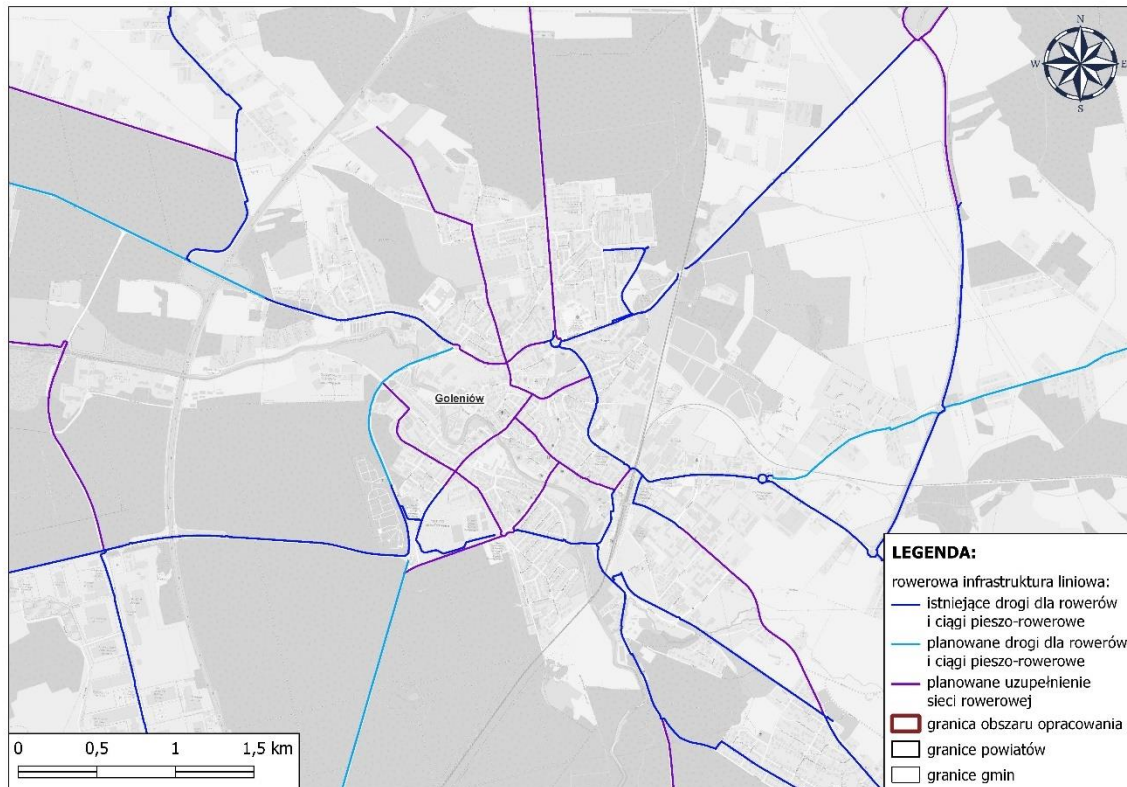 N
W
E
S
Goleniów
LEGENDA:
rowerowa infrastruktura liniowa:
istniejące drogi dla rowerów
i ciągi pieszo-rowerowe
planowane drogi dla rowerów
i ciągi pieszo-rowerowe
planowane uzupełnienie
sieci rowerowej
granica obszaru opracowania
granice powiatów
granice gmin
0 0,5 1 1,5 km